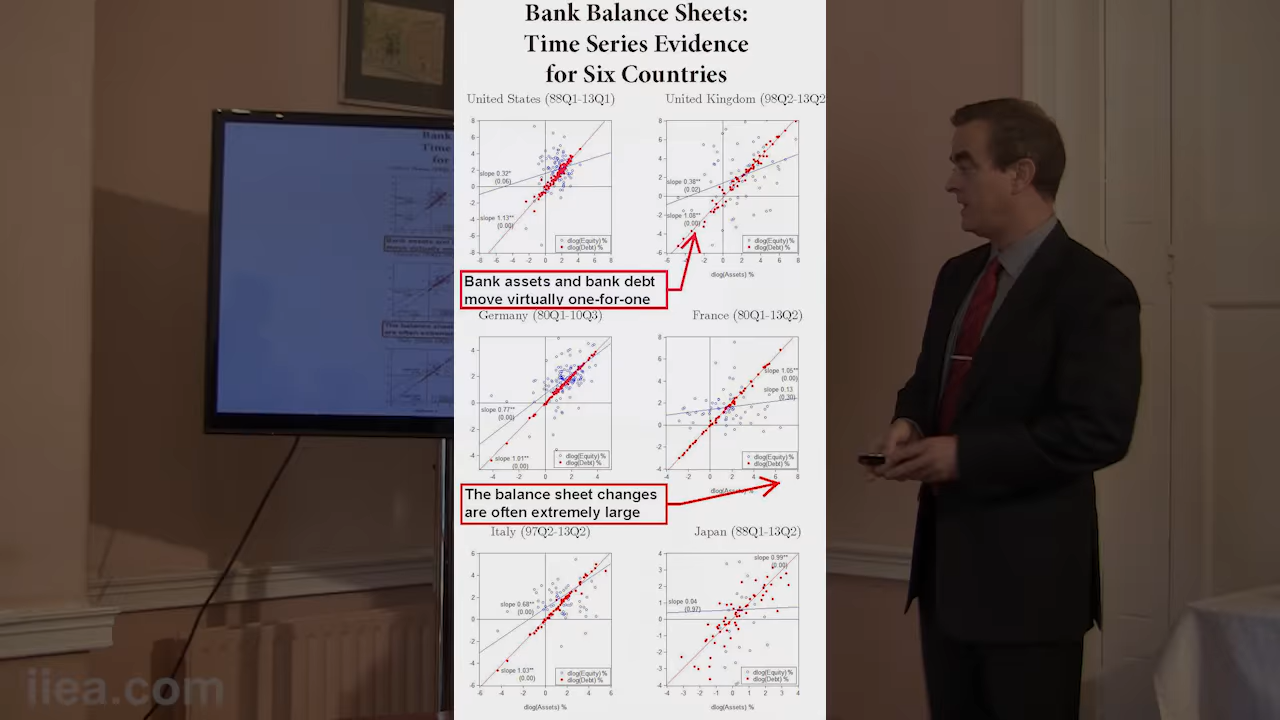 Bank Balance Sheets:
Time Series Evidence
for Six Countries
United States (88Q1-13Q1)
United Kingdom (98Q2-13Q2
slope 0.32*
(0.06)
slope 1.13**
(0.00)
dlog(Equity) %
dlog(Debt) %
slope 0.38**
(0.02)
slope 1.08**
(0.00)
dlog(Equity) %
dlog(Debt) %
dlog(Assets) %
Bank assets and bank debt
move virtually one-for-one
Germany (80Q1-10Q3)
France (80Q1-13Q2)
slope 0.77**
(0.00)
slope 1.01**
(0.00)
dlog(Equity) %
dlog(Debt) %
slope 1.05**
(0.00)
slope 0.13
(0.30)
dlog(Equity) %
dlog(Debt) %
dlog(Assets) %
The balance sheet changes
are often extremely large
Italy (97Q2-13Q2)
Japan (88Q1-13Q2)
slope 0.68**
(0.00)
slope 1.03**
(0.00)
dlog(Equity) %
dlog(Debt) %
dlog(Assets) %
slope 0.99**
(0.00)
slope 0.04
(0.97)
dlog(Equity) %
dlog(Debt) %
dlog(Assets) %
Bank
Time
for
iiea.com